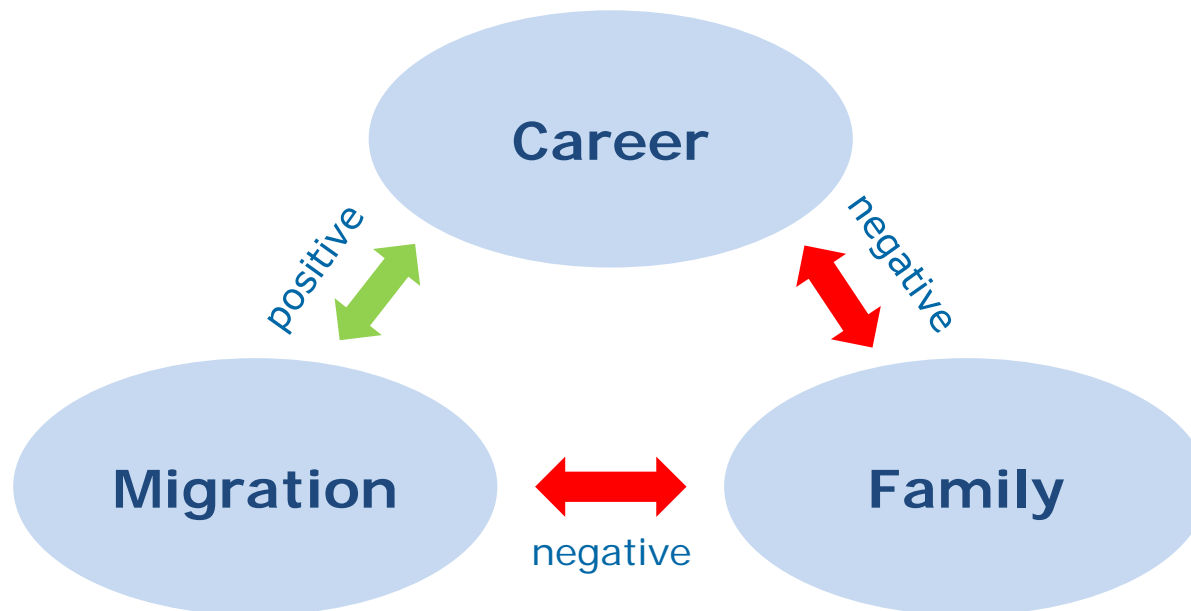 Career
positive
negative
Migration
Family
negative